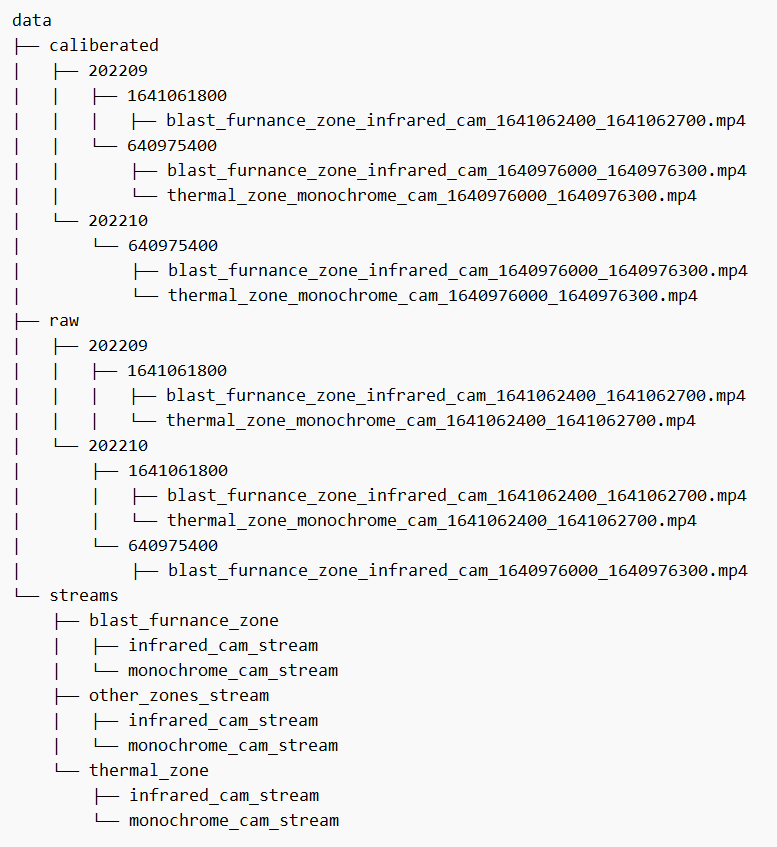 data
├── caliberated
│   ├── 202209
│   │   ├── 1641061800
│   │   │   ├── blast_furnance_zone_infrared_cam_1641062400_1641062700.mp4
│   │   └── 640975400
│   │       ├── blast_furnance_zone_infrared_cam_1640976000_1640976300.mp4
│   │       └── thermal_zone_monochrome_cam_1640976000_1640976300.mp4
│   └── 202210
│       └── 640975400
│           ├── blast_furnance_zone_infrared_cam_1640976000_1640976300.mp4
│           └── thermal_zone_monochrome_cam_1640976000_1640976300.mp4
├── raw
│   ├── 202209
│   │   ├── 1641061800
│   │   │   ├── blast_furnance_zone_infrared_cam_1641062400_1641062700.mp4
│   │   │   └── thermal_zone_monochrome_cam_1641062400_1641062700.mp4
│   └── 202210
│       ├── 1641061800
│       │   ├── blast_furnance_zone_infrared_cam_1641062400_1641062700.mp4
│       │   └── thermal_zone_monochrome_cam_1641062400_1641062700.mp4
│       └── 640975400
│           ├── blast_furnance_zone_infrared_cam_1640976000_1640976300.mp4
└── streams
    ├── blast_furnance_zone
    │   ├── infrared_cam_stream
    │   └── monochrome_cam_stream
    ├── other_zones_stream
    │   ├── infrared_cam_stream
    │   └── monochrome_cam_stream
    └── thermal_zone
        ├── infrared_cam_stream
        └── monochrome_cam_stream